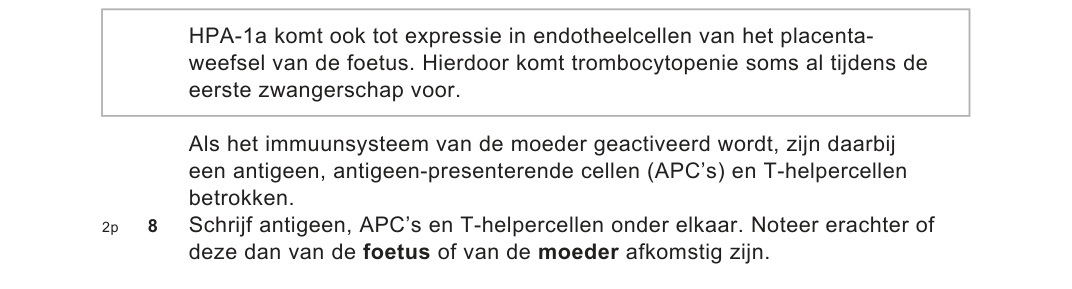 HPA-1a komt ook tot expressie in endotheelcellen van het placenta-
weefsel van de foetus. Hierdoor komt trombocytopenie soms al tijdens de
eerste zwangerschap voor.
Als het immuunsysteem van de moeder geactiveerd wordt, zijn daarbij
een antigeen, antigeen-presenterende cellen (APC’s) en T-helpercellen
betrokken.
2p 8 Schrijf antigeen, APC’s en T-helpercellen onder elkaar. Noteer erachter of
deze dan van de foetus of van de moeder afkomstig zijn.